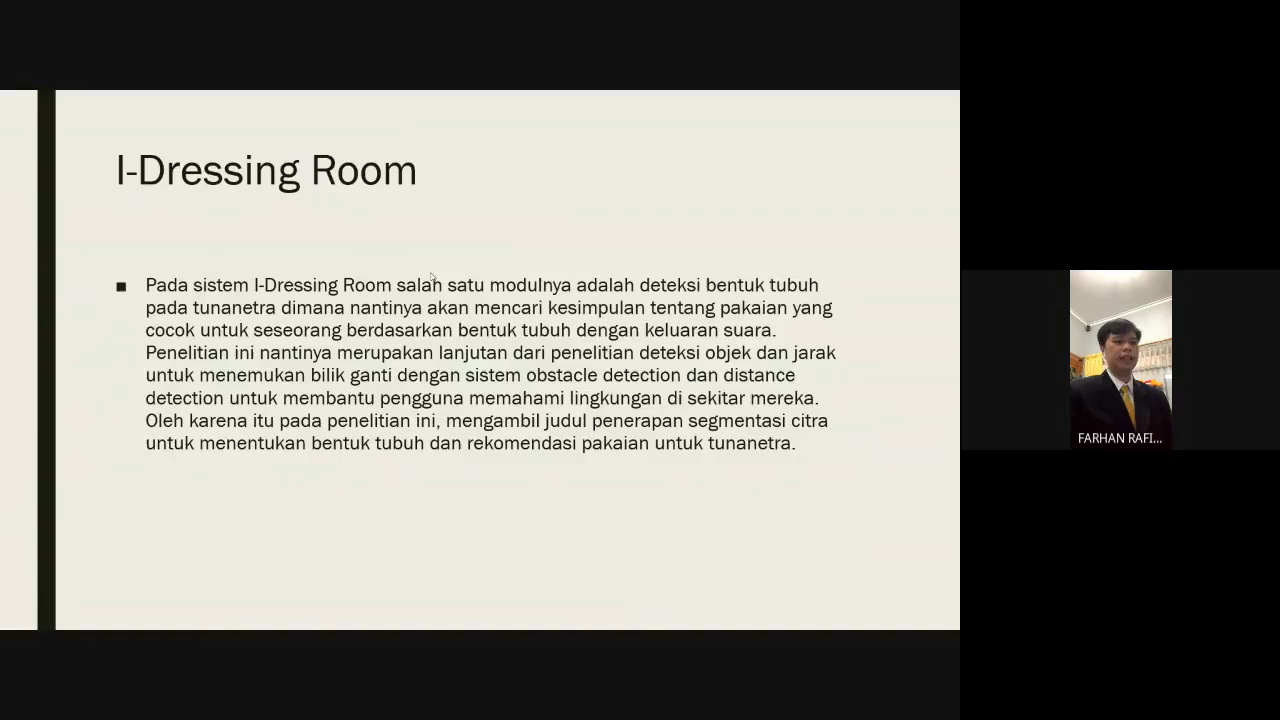 I-Dressing Room
Pada sistem I-Dressing Room salah satu modulnya adalah deteksi bentuk tubuh
pada tunanetra dimana nantinya akan mencari kesimpulan tentang pakaian yang
cocok untuk seseorang berdasarkan bentuk tubuh dengan keluaran suara.
Penelitian ini nantinya merupakan lanjutan dari penelitian deteksi objek dan jarak
untuk menemukan bilik ganti dengan sistem obstacle detection dan distance
detection untuk membantu pengguna memahami lingkungan di sekitar mereka.
Oleh karena itu pada penelitian ini, mengambil judul penerapan segmentasi citra
untuk menentukan bentuk tubuh dan rekomendasi pakaian untuk tunanetra.
FARHAN RAFI...